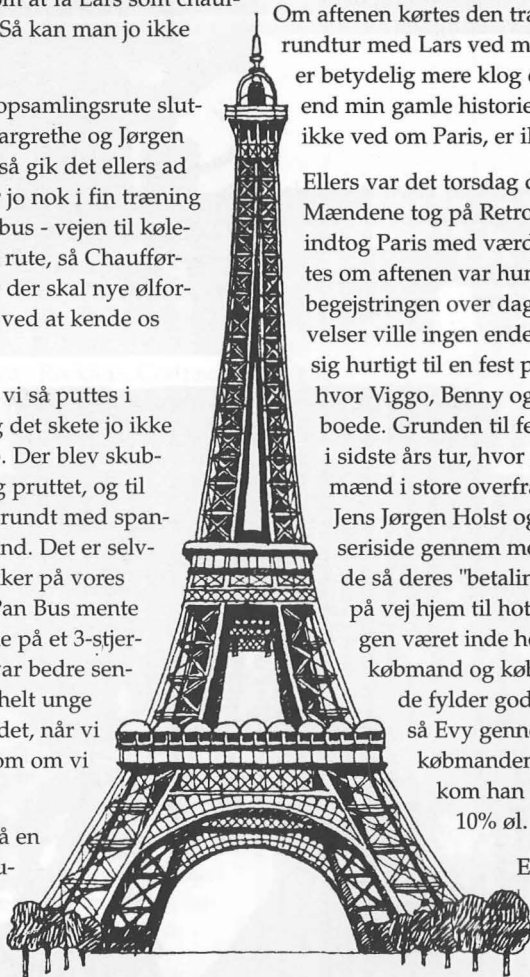 om at få Lars som chauf-
Så kan man jo ikke
opsamlingsrute slut-
argrethe og Jørgen
så gik det ellers ad
jo nok i fin træning
bus - vejen til køle-
rute, så Chauffør-
der skal nye ølfor-
ved at kende os
vi så puttes i
g det skete jo ikke
. Der blev skub-
g pruttet, og til
rundt med span-
nd. Det er selv-
ker på vores
Pan Bus mente
e på et 3-stjer-
var bedre sen-
helt unge
det, når vi
om om vi
å en
u-
Om aftenen kørtes den tra
rundtur med Lars ved m
er betydelig mere klog
end min gamle historie
ikke ved om Paris, er i
Ellers var det torsdag
Mændene tog på Retro
indtog Paris med værd
tes om aftenen var hun
begejstringen over dag
velser ville ingen ende
sig hurtigt til en fest p
hvor Viggo, Benny og
boede. Grunden til fe
i sidste års tur, hvor
mænd i store overfra
Jens Jørgen Holst og
seriside gennem me
de så deres "betalin
på vej hjem til hot
gen været inde ho
købmand og køb
de fylder god
så Evy genne
købmander
kom han
10% øl.
E